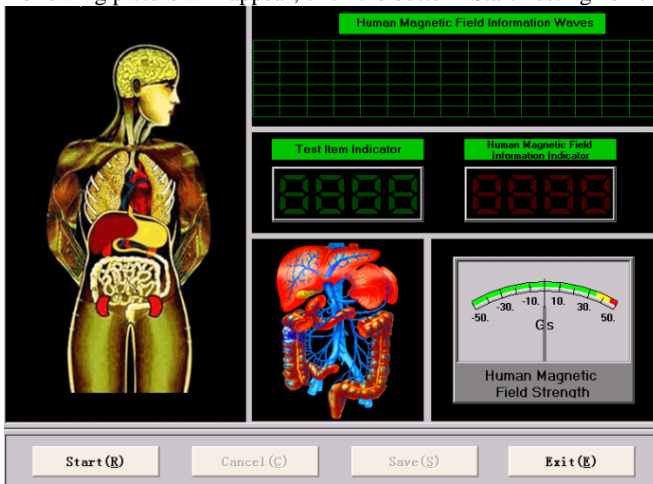 Human Magnetic Field Information Waves
Test Item Indicator
Human Magnetic Field
Information Indicator
-50. -30. -10. 10. 30. 50.
Gs
Human Magnetic
Field Strength
Start(R) Cancel(C) Save(S) Exit(E)